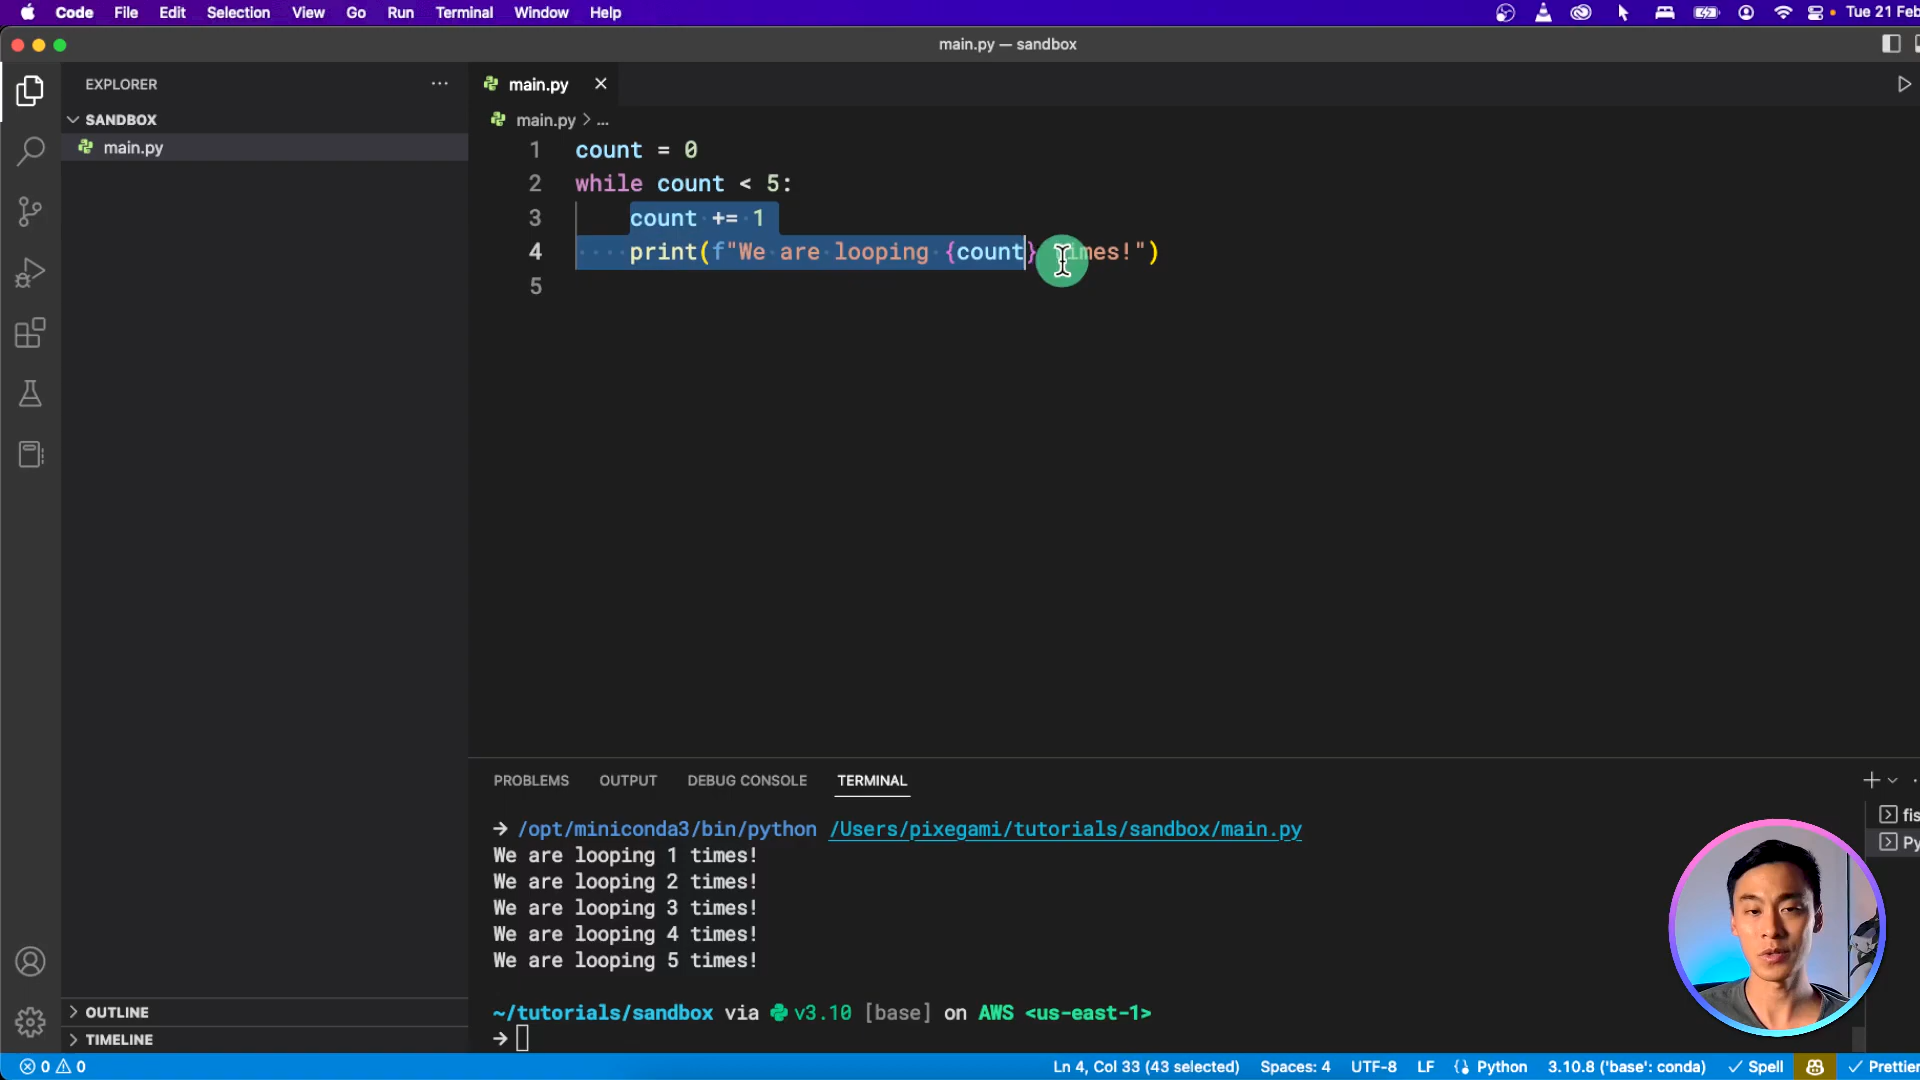 Code File Edit Selection View Go Run Terminal Window Help Tue 21 Feb
main.py — sandbox
EXPLORER
main.py
SANDBOX
main.py > ...
main.py
1 count = 0
2 while count < 5:
3 count += 1
4 print(f"We are looping {count} times!")
5
PROBLEMS OUTPUT DEBUG CONSOLE TERMINAL
→ /opt/miniconda3/bin/python /Users/pixegami/tutorials/sandbox/main.py
fis
We are looping 1 times!
Py
We are looping 2 times!
We are looping 3 times!
We are looping 4 times!
We are looping 5 times!
~/tutorials/sandbox via v3.10 [base] on AWS <us-east-1>
→
OUTLINE
TIMELINE
0 0 Ln 4, Col 33 (43 selected) Spaces: 4 UTF-8 LF Python 3.10.8 ('base': conda) Spell Prettier